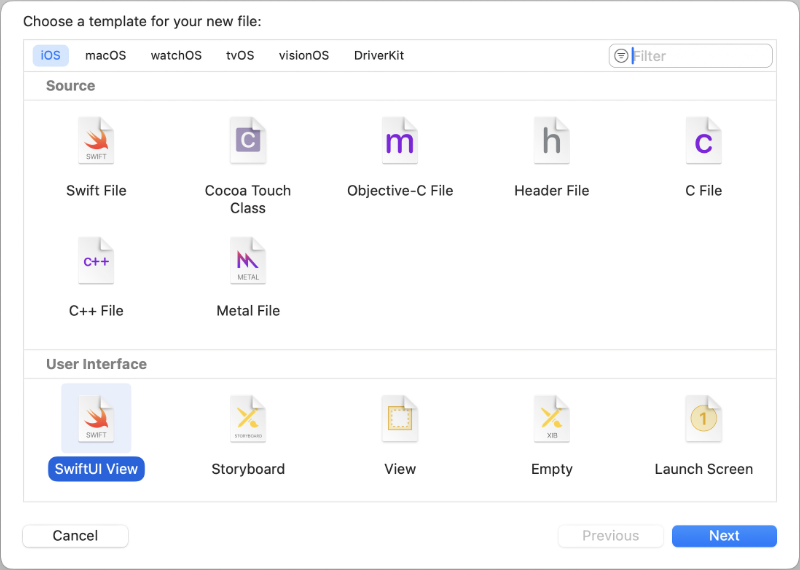 Choose a template for your new file:
iOS macOS watchOS tvOS visionOS DriverKit Filter
Source
SWIFT C m h c
Swift File Cocoa Touch Class Objective-C File Header File C File
C++ METAL
C++ File Metal File
User Interface
SWIFT STORYBOARD XIB 1
SwiftUI View Storyboard View Empty Launch Screen
Cancel Previous Next